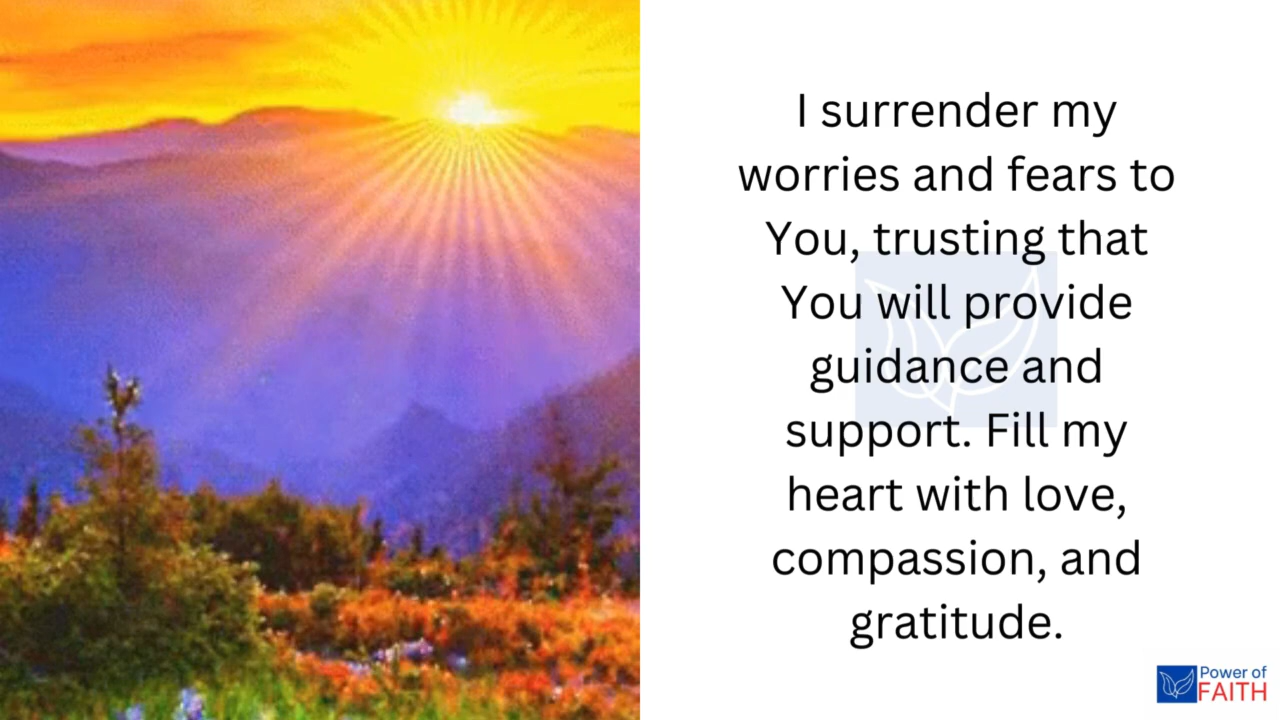 I surrender my
worries and fears to
You, trusting that
You will provide
guidance and
support. Fill my
heart with love,
compassion, and
gratitude.
Power of
FAITH